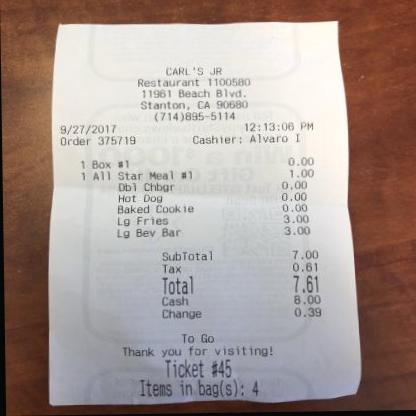 CARL'S JR
Restaurant 1100580
11961 Beach Blvd.
Stanton, CA 90680
(714)895-5114
9/27/2017 12:13:06 PM
Order 375719 Cashier: Alvaro I
1 Box #1 0.00
1 All Star Meal #1 1.00
Dbl Chbgr 0.00
Hot Dog 0.00
Baked Cookie 0.00
Lg Fries 3.00
Lg Bev Bar 3.00
SubTotal 7.00
Tax 0.61
Total 7.61
Cash 8.00
Change 0.39
To Go
Thank you for visiting!
Ticket #45
Items in bag(s): 4